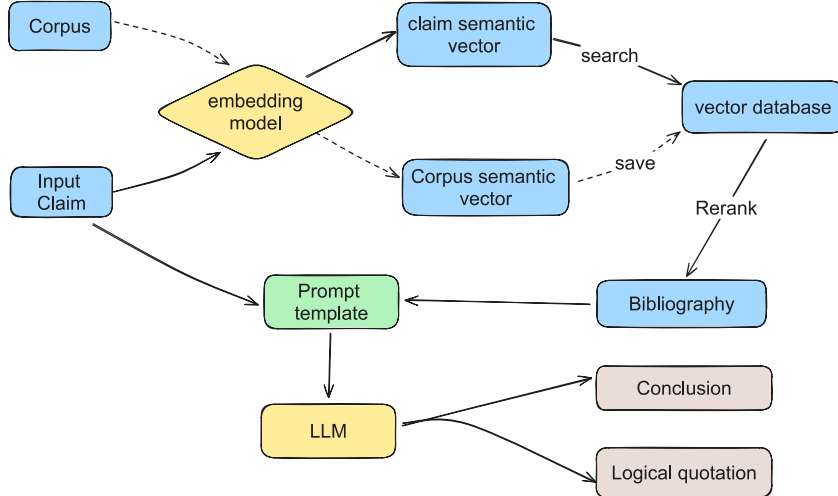 Corpus
claim semantic
vector
search
embedding
model
vector database
Input
Claim
Corpus semantic
vector
save
Rerank
Prompt
template
Bibliography
Conclusion
LLM
Logical quotation